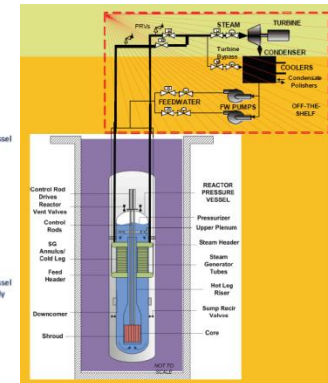 PRVs
STEAM
TURBINE
Turbine
Bypass
CONDENSER
COOLERS
Condensate
Polishers
FEEDWATER
FW PUMPS
OFF-THE-
SHELF
Control Rod
Drives
Reactor
Vent Valves
Control
Rods
SG
Annulus/
Cold Leg
Feed
Header
Downcomer
Shroud
REACTOR
PRESSURE
VESSEL
Pressurizer
Upper Plenum
Steam Header
Steam
Generator
Tubes
Hot Leg
Riser
Sump Recir
Valves
Core
NOT TO
SCALE